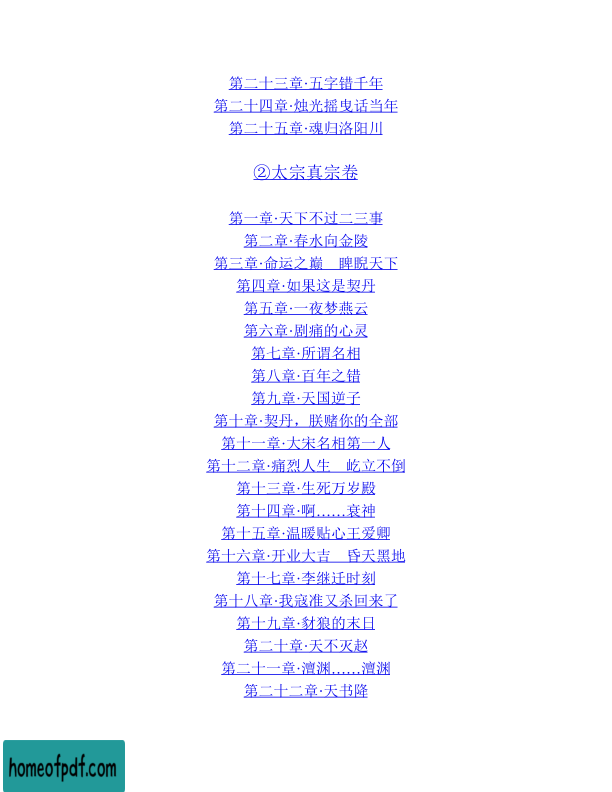 第二十三章·五字错千年
第二十四章·烛光摇曳话当年
第二十五章·魂归洛阳川
②太宗真宗卷
第一章·天下不过二三事
第二章·春水向金陵
第三章·命运之巅　睥睨天下
第四章·如果这是契丹
第五章·一夜梦燕云
第六章·剧痛的心灵
第七章·所谓名相
第八章·百年之错
第九章·天国逆子
第十章·契丹，朕赌你的全部
第十一章·大宋名相第一人
第十二章·痛烈人生　屹立不倒
第十三章·生死万岁殿
第十四章·啊……衰神
第十五章·温暖贴心王爱卿
第十六章·开业大吉　昏天黑地
第十七章·李继迁时刻
第十八章·我寇准又杀回来了
第十九章·豺狼的末日
第二十章·天不灭赵
第二十一章·澶渊……澶渊
第二十二章·天书降
homeofpdf.com